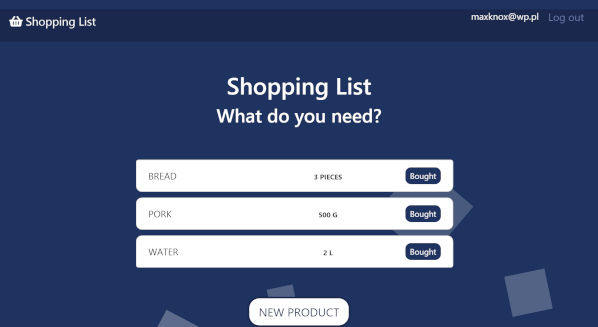 Shopping List
maxknox@wp.pl Log out
Shopping List
What do you need?
BREAD 3 PIECES Bought
PORK 500 G Bought
WATER 2 L Bought
NEW PRODUCT